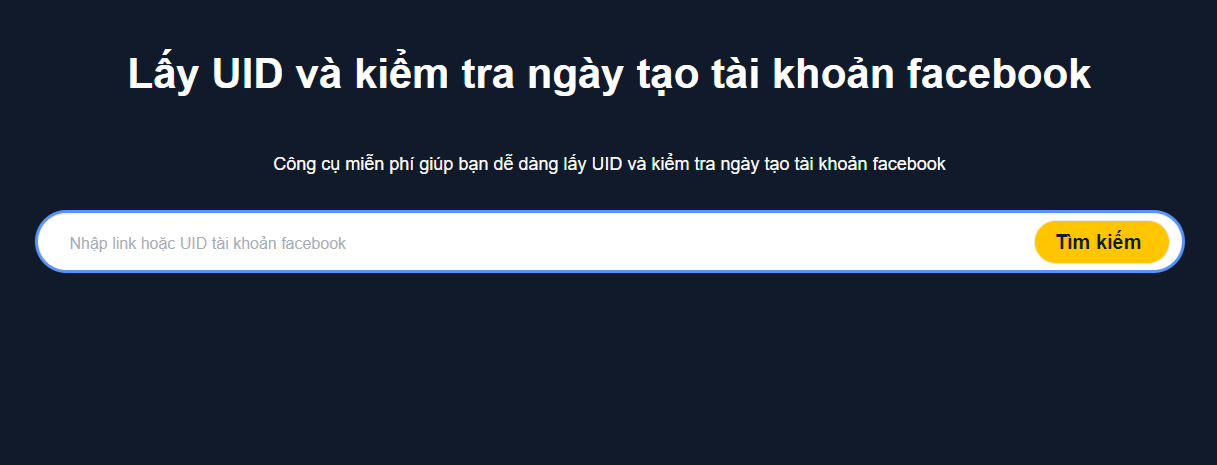 Lấy UID và kiểm tra ngày tạo tài khoản facebook
Công cụ miễn phí giúp bạn dễ dàng lấy UID và kiểm tra ngày tạo tài khoản facebook
Nhập link hoặc UID tài khoản facebook
Tìm kiếm